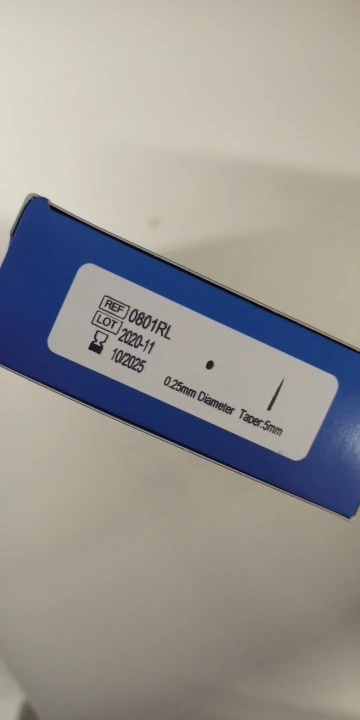 REF 0801RL
LOT 2020-11
10/2025
0.25mm Diameter Taper:5mm